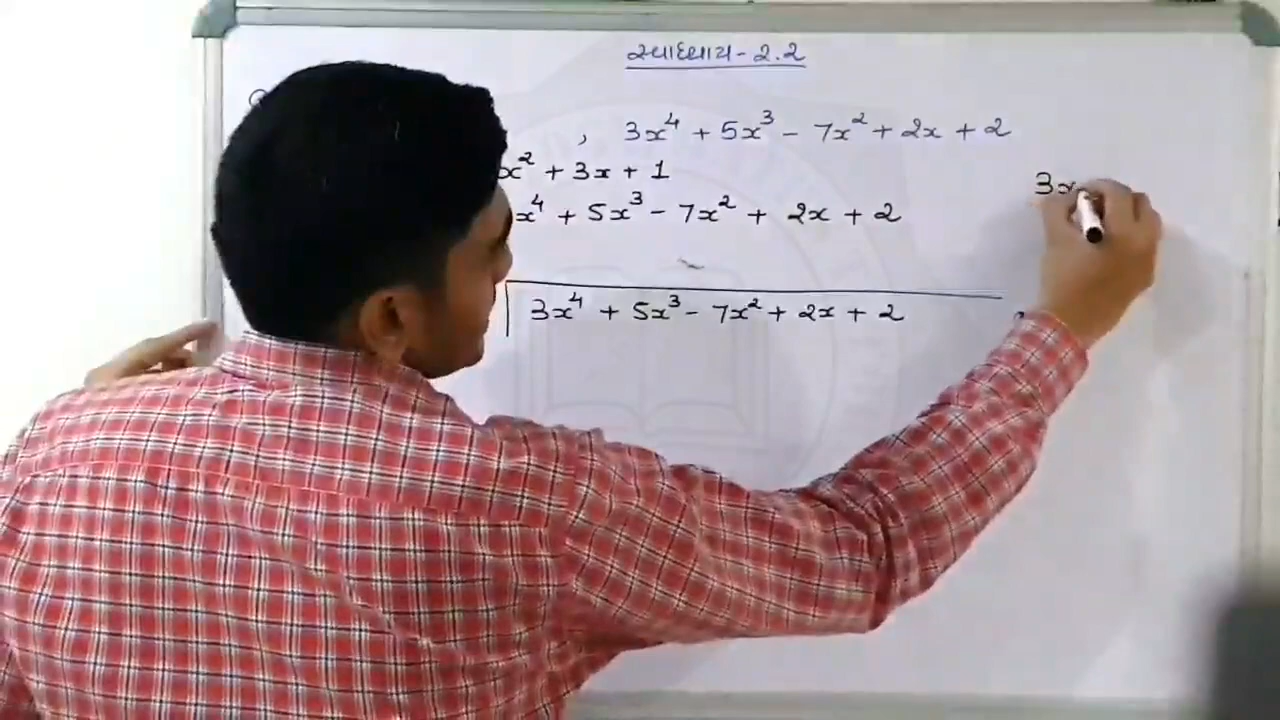 સ્વાધ્યાય - 2.2
, 3x⁴ + 5x³ - 7x² + 2x + 2
x² + 3x + 1
x⁴ + 5x³ - 7x² + 2x + 2
3x
3x⁴ + 5x³ - 7x² + 2x + 2